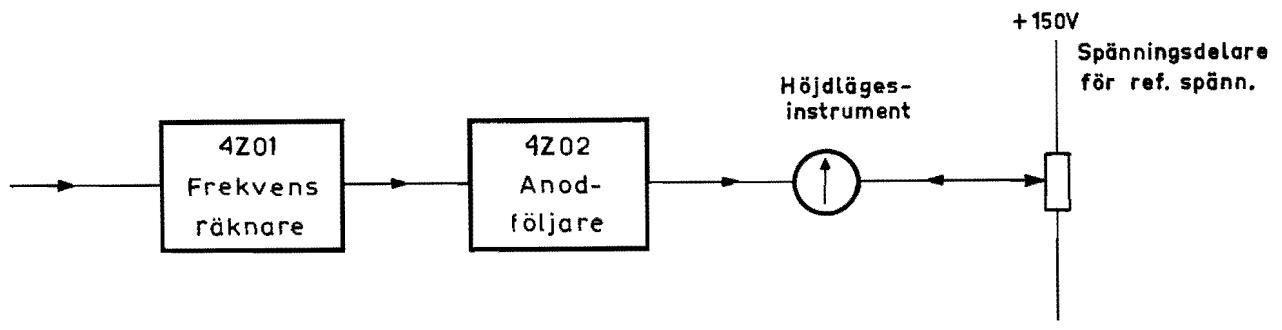 4Z01
Frekvens
räknare
4Z02
Anod-
följare
Höjdläges-
instrument
+150V
Spänningsdelare
för ref. spänn.